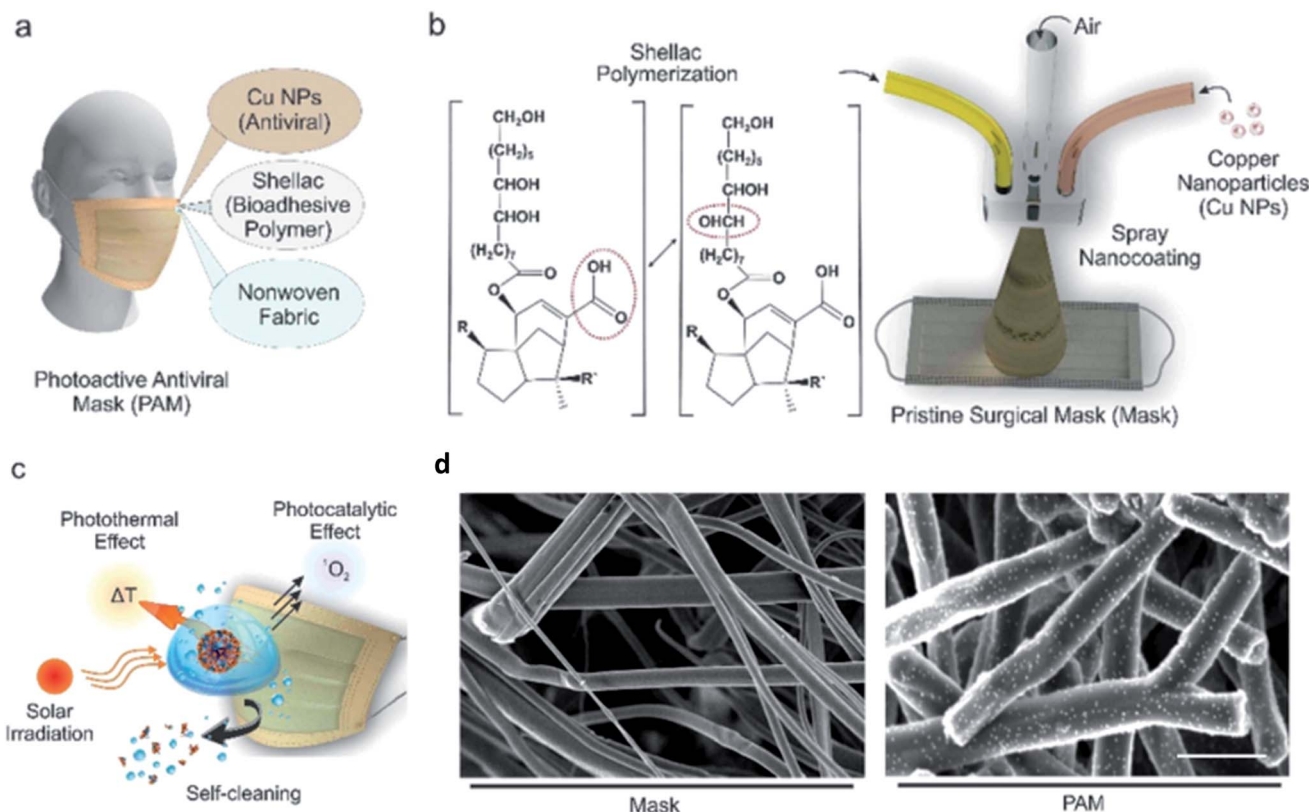 a
Cu NPs
(Antiviral)
Shellac
(Bioadhesive
Polymer)
Nonwoven
Fabric
Photoactive Antiviral
Mask (PAM)
b
Shellac
Polymerization
CH₂OH
(CH₂)₅
CHOH
CHOH
(H₂C)₇
O
O
OH
O
R
R'
CH₂OH
(CH₂)₅
CHOH
OHCH
(H₂C)₇
O
O
OH
O
R
R'
Air
Copper
Nanoparticles
(Cu NPs)
Spray
Nanocoating
Pristine Surgical Mask (Mask)
c
Photothermal
Effect
ΔT
Photocatalytic
Effect
¹O₂
Solar
Irradiation
Self-cleaning
d
Mask
PAM